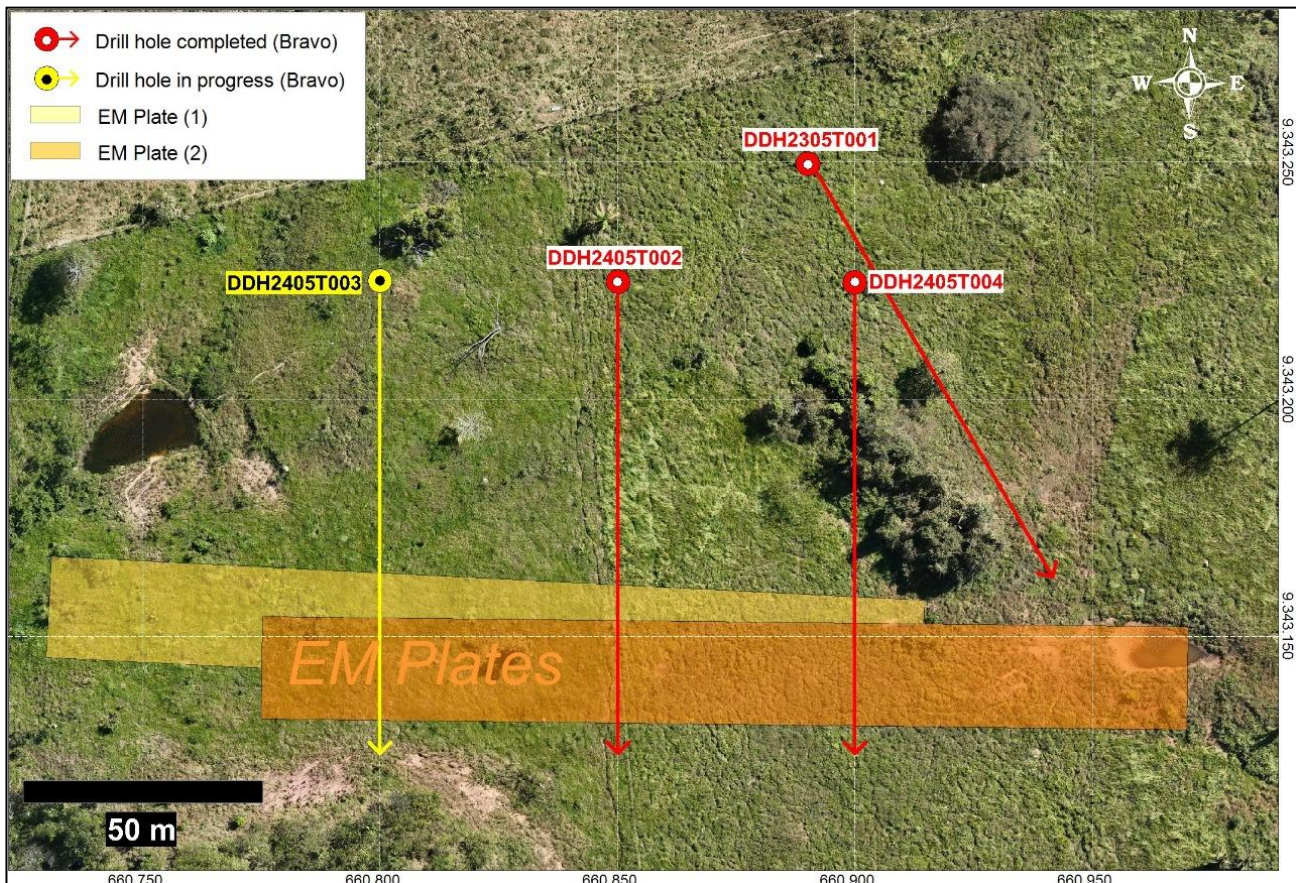 Drill hole completed (Bravo)
Drill hole in progress (Bravo)
EM Plate (1)
EM Plate (2)
N
W E
S
DDH2305T001
9.343.250
DDH2405T002
DDH2405T003
DDH2405T004
9.343.200
9.343.150
EM Plates
50 m
660.750 660.800 660.850 660.900 660.950